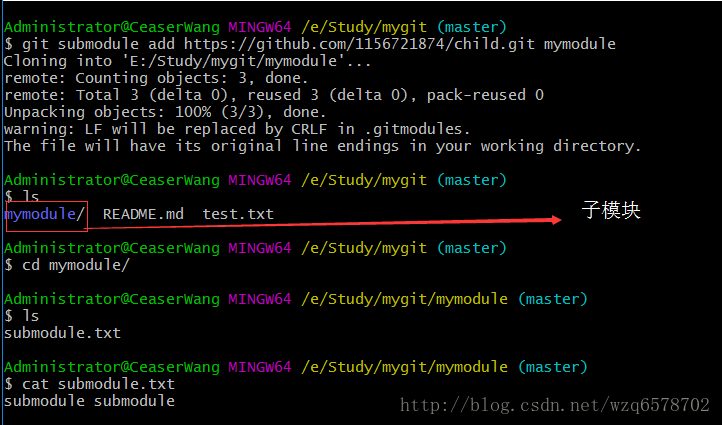 Administrator@CeaserWang MINGW64 /e/Study/mygit (master)
$ git submodule add https://github.com/1156721874/child.git mymodule
Cloning into 'E:/Study/mygit/mymodule'...
remote: Counting objects: 3, done.
remote: Total 3 (delta 0), reused 3 (delta 0), pack-reused 0
Unpacking objects: 100% (3/3), done.
warning: LF will be replaced by CRLF in .gitmodules.
The file will have its original line endings in your working directory.
Administrator@CeaserWang MINGW64 /e/Study/mygit (master)
$ ls
mymodule/  README.md  test.txt 子模块
Administrator@CeaserWang MINGW64 /e/Study/mygit (master)
$ cd mymodule/
Administrator@CeaserWang MINGW64 /e/Study/mygit/mymodule (master)
$ ls
submodule.txt
Administrator@CeaserWang MINGW64 /e/Study/mygit/mymodule (master)
$ cat submodule.txt
submodule submodule
http://blog.csdn.net/wzq6578702